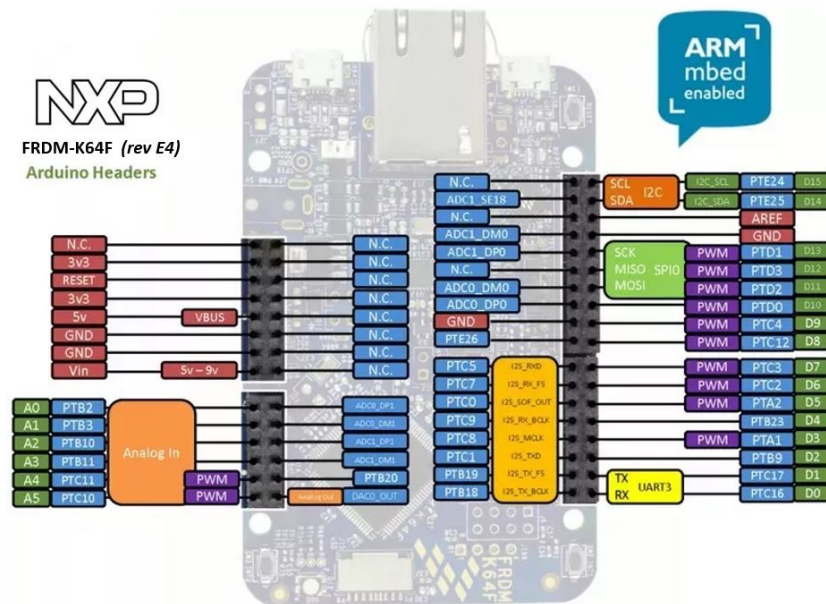 NXP
FRDM-K64F (rev E4)
Arduino Headers
ARM
mbed
enabled
N.C. N.C.
3v3 N.C.
RESET N.C.
3v3 N.C.
5v VBUS N.C.
GND N.C.
GND N.C.
Vin 5v – 9v N.C.
A0 PTB2 ADC0_DP1
A1 PTB3 ADC0_DM1
A2 PTB10 ADC1_DP1
A3 PTB11 ADC1_DM1
Analog In
A4 PTC11 PWM PTB20
A5 PTC10 PWM Analog Out DAC0_OUT
N.C. SCL I2C I2C_SCL PTE24 D15
ADC1_SE18 SDA I2C_SDA PTE25 D14
N.C. AREF
ADC1_DM0 GND
ADC1_DP0 SCK PWM PTD1 D13
N.C. MISO SPI0 PWM PTD3 D12
ADC0_DM0 MOSI PWM PTD2 D11
ADC0_DP0 PWM PTD0 D10
GND PWM PTC4 D9
PTE26 PWM PTC12 D8
PTC5 I2S_RXD PWM PTC3 D7
PTC7 I2S_RX_FS PWM PTC2 D6
PTC0 I2S_SOF_OUT PWM PTA2 D5
PTC9 I2S_RX_BCLK PTB23 D4
PTC8 I2S_MCLK PWM PTA1 D3
PTC1 I2S_TXD PTB9 D2
PTB19 I2S_TX_FS TX UART3 PTC17 D1
PTB18 I2S_TX_BCLK RX PTC16 D0
FRDM
K64F